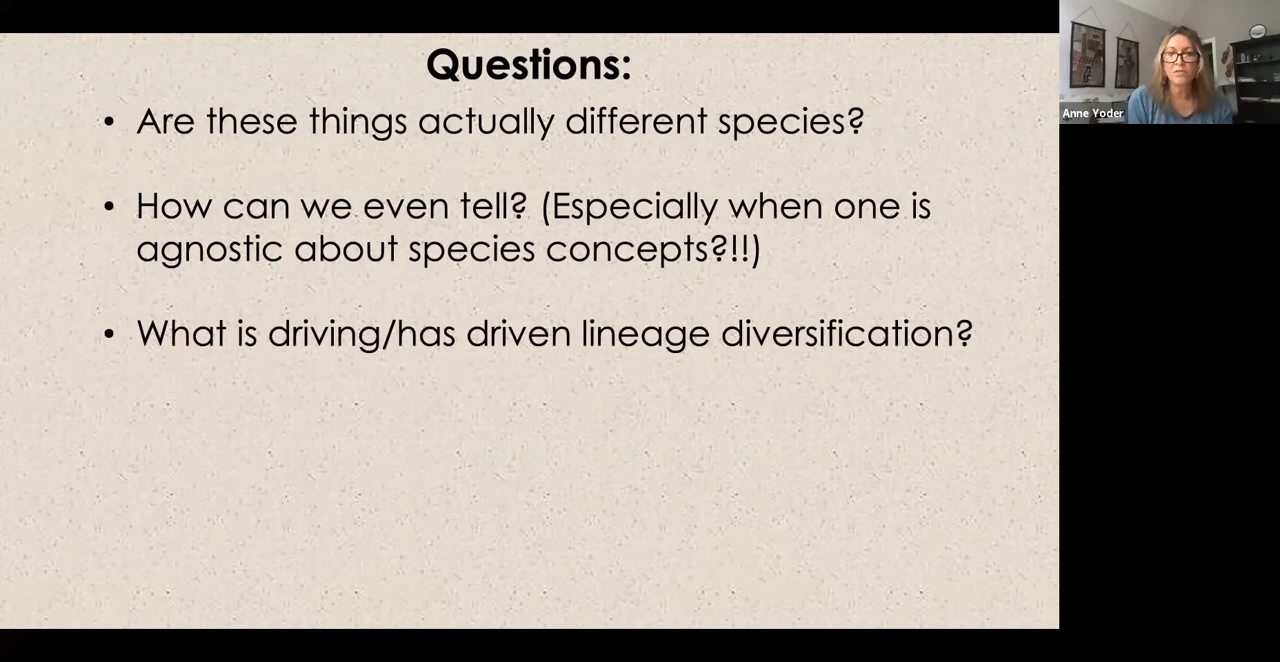 Questions:
• Are these things actually different species?
• How can we even tell? (Especially when one is
agnostic about species concepts?!!)
• What is driving/has driven lineage diversification?
Anne Yoder